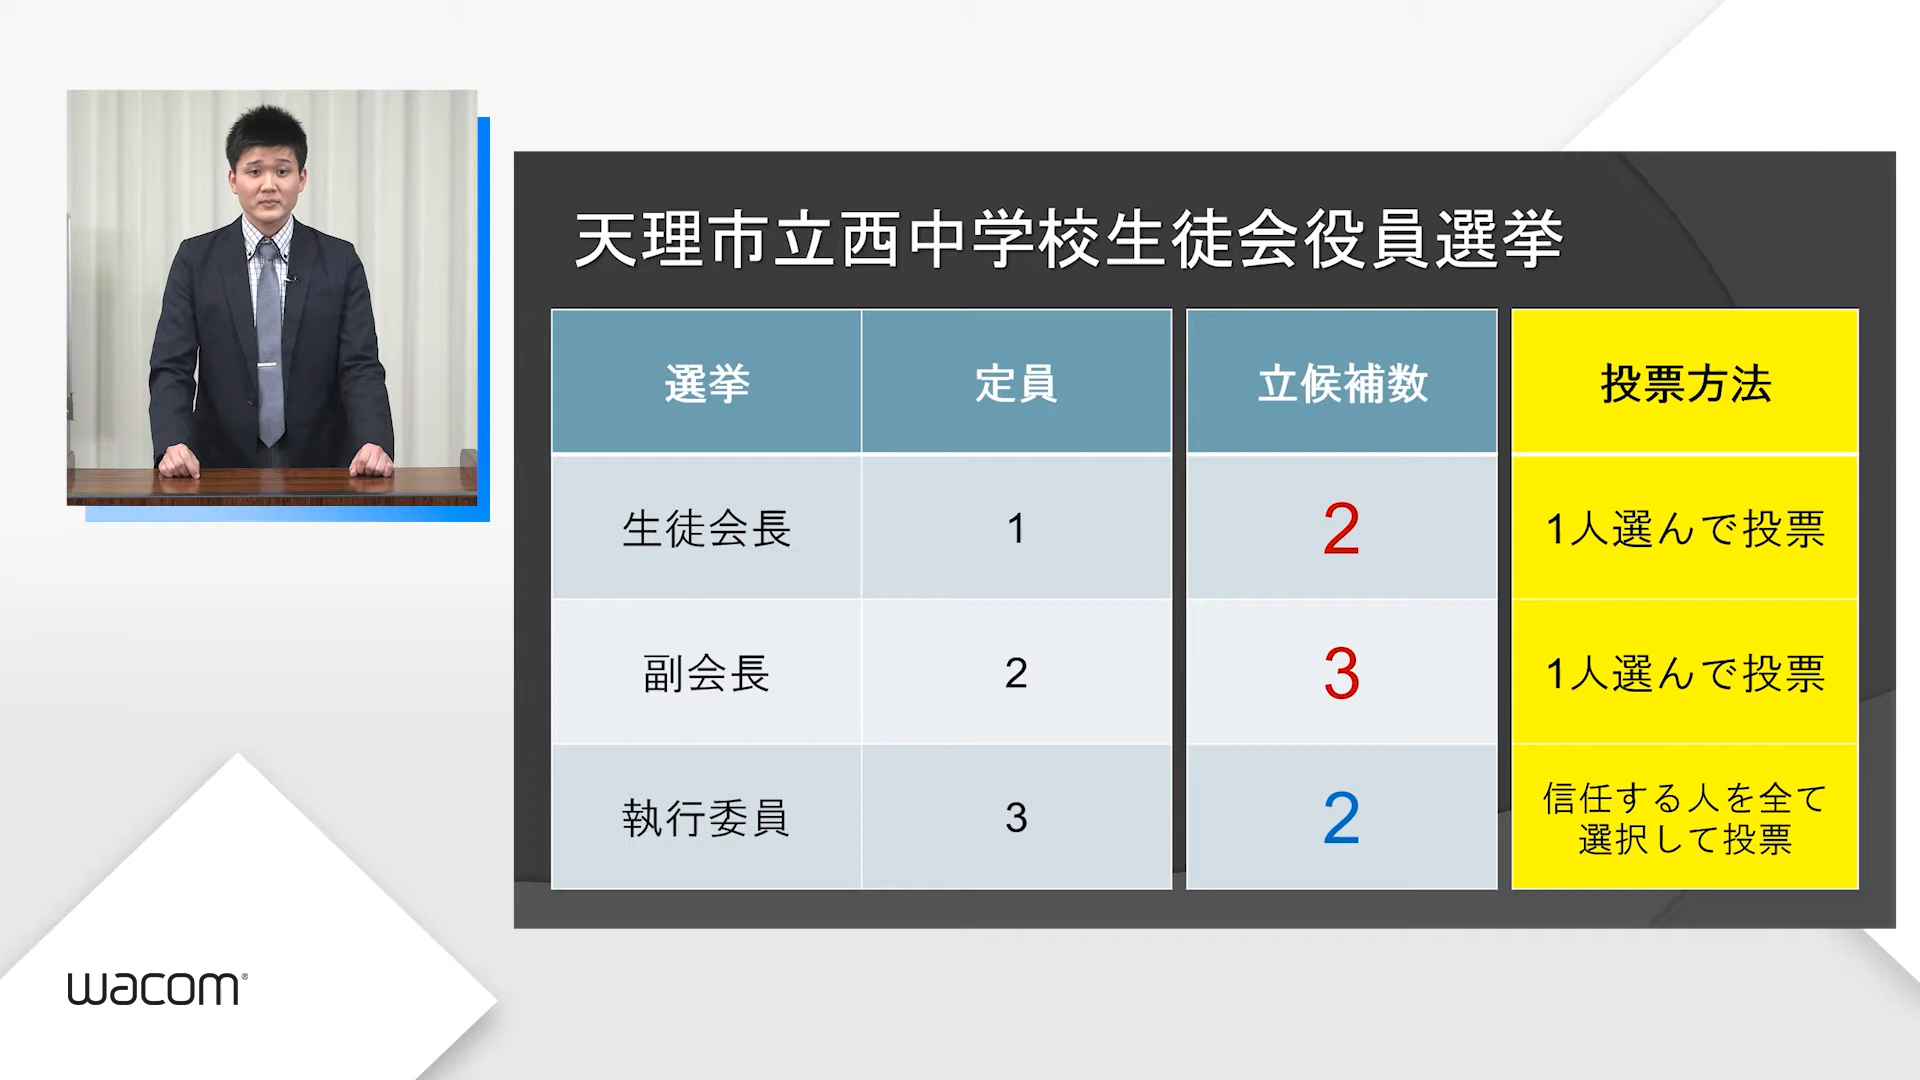 天理市立西中学校生徒会役員選挙
選挙 定員 立候補数 投票方法
生徒会長 1 2 1人選んで投票
副会長 2 3 1人選んで投票
執行委員 3 2 信任する人を全て
選択して投票
wacom®